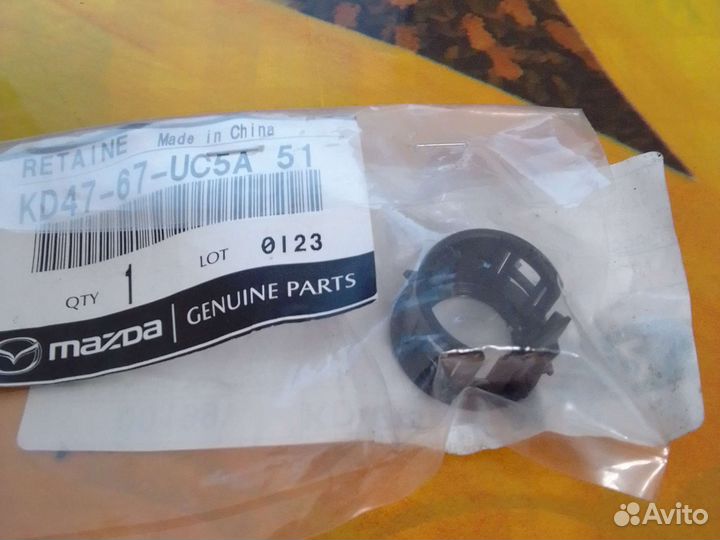 RETAINE Made in China
KD47-67-UC5A 51
QTY 1 LOT 0123
mazda GENUINE PARTS
Avito